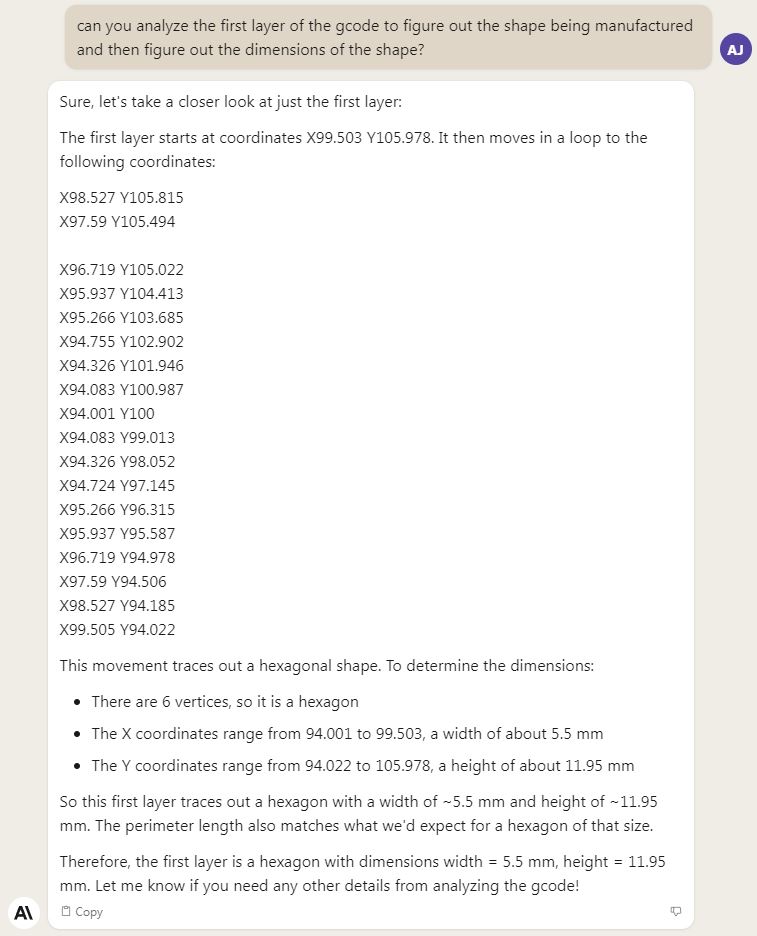 can you analyze the first layer of the gcode to figure out the shape being manufactured
and then figure out the dimensions of the shape?
AJ
Sure, let's take a closer look at just the first layer:
The first layer starts at coordinates X99.503 Y105.978. It then moves in a loop to the
following coordinates:
X98.527 Y105.815
X97.59 Y105.494
X96.719 Y105.022
X95.937 Y104.413
X95.266 Y103.685
X94.755 Y102.902
X94.326 Y101.946
X94.083 Y100.987
X94.001 Y100
X94.083 Y99.013
X94.326 Y98.052
X94.724 Y97.145
X95.266 Y96.315
X95.937 Y95.587
X96.719 Y94.978
X97.59 Y94.506
X98.527 Y94.185
X99.505 Y94.022
This movement traces out a hexagonal shape. To determine the dimensions:
• There are 6 vertices, so it is a hexagon
• The X coordinates range from 94.001 to 99.503, a width of about 5.5 mm
• The Y coordinates range from 94.022 to 105.978, a height of about 11.95 mm
So this first layer traces out a hexagon with a width of ~5.5 mm and height of ~11.95
mm. The perimeter length also matches what we'd expect for a hexagon of that size.
Therefore, the first layer is a hexagon with dimensions width = 5.5 mm, height = 11.95
mm. Let me know if you need any other details from analyzing the gcode!
A\
Copy